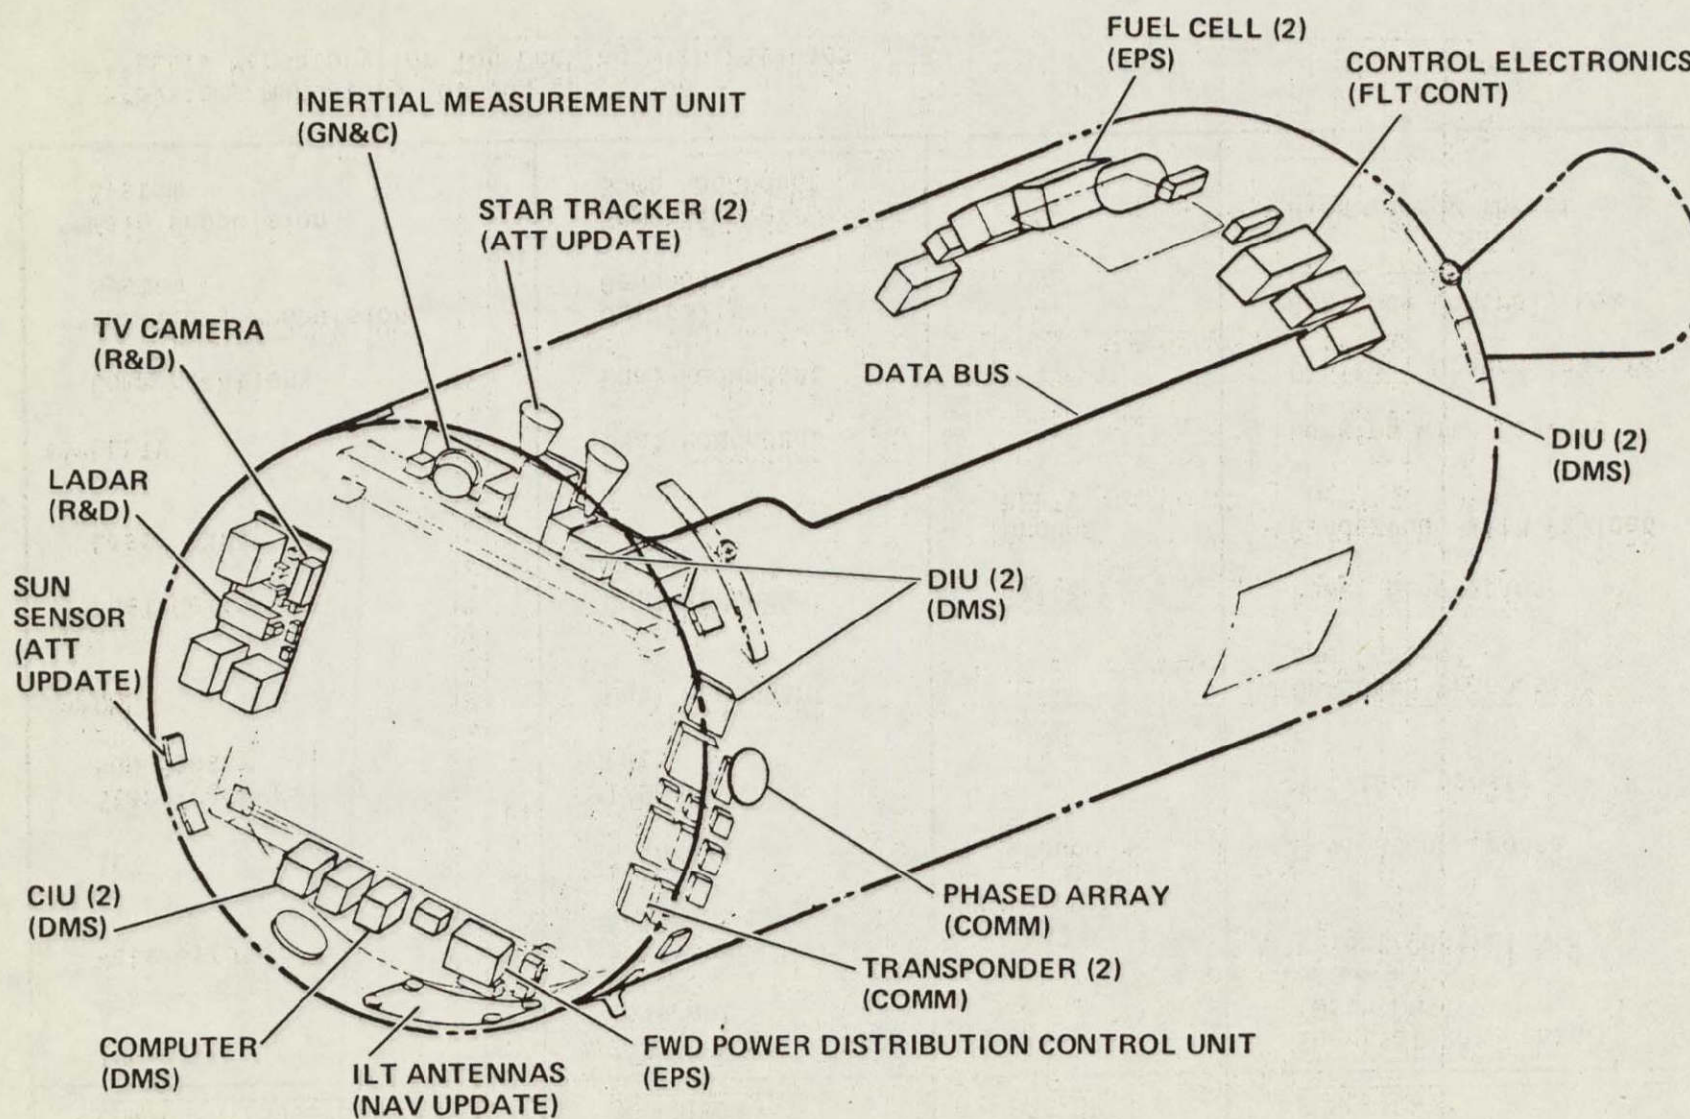 FUEL CELL (2)
(EPS)
CONTROL ELECTRONICS
(FLT CONT)
INERTIAL MEASUREMENT UNIT
(GN&C)
STAR TRACKER (2)
(ATT UPDATE)
TV CAMERA
(R&D)
DATA BUS
LADAR
(R&D)
DIU (2)
(DMS)
SUN
SENSOR
(ATT
UPDATE)
DIU (2)
(DMS)
CIU (2)
(DMS)
PHASED ARRAY
(COMM)
TRANSPONDER (2)
(COMM)
COMPUTER
(DMS)
ILT ANTENNAS
(NAV UPDATE)
FWD POWER DISTRIBUTION CONTROL UNIT
(EPS)